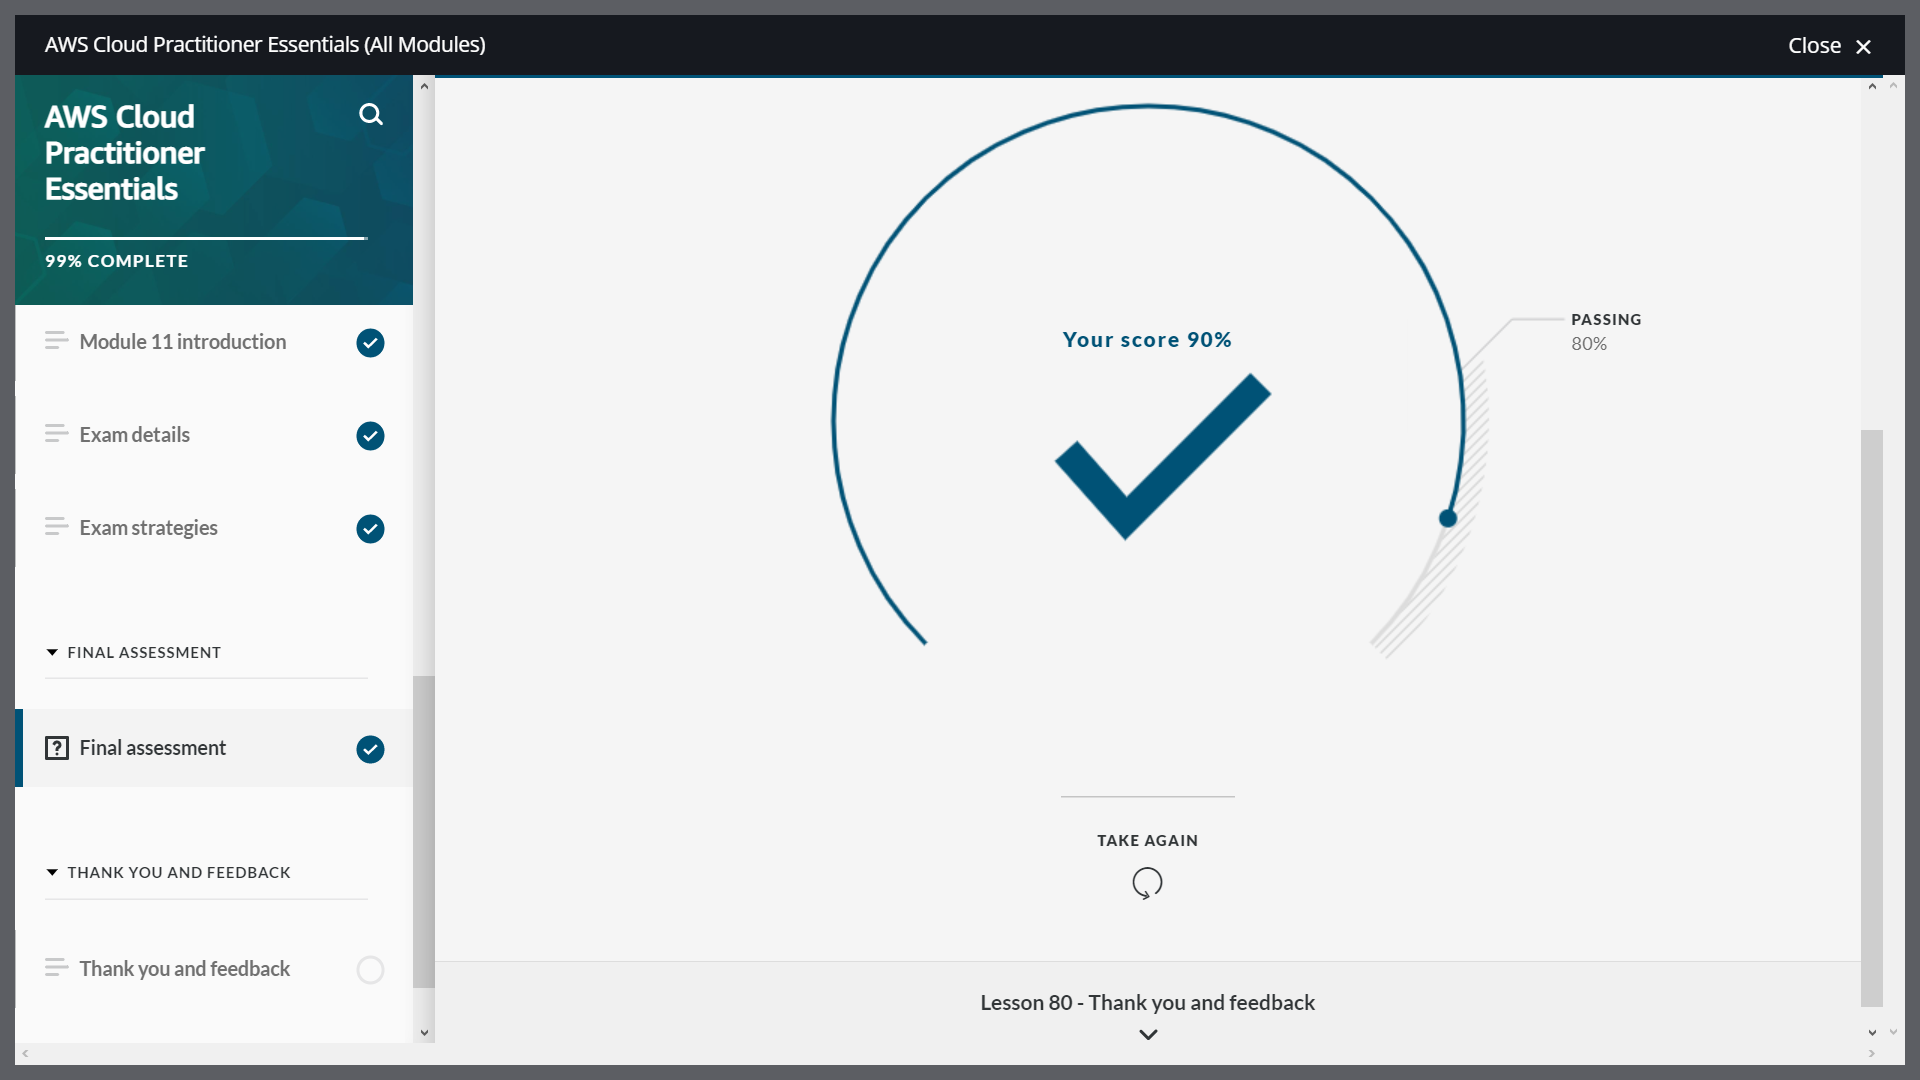 AWS Cloud Practitioner Essentials (All Modules)
Close
AWS Cloud
Practitioner
Essentials
99% COMPLETE
Module 11 introduction
Exam details
Exam strategies
FINAL ASSESSMENT
Final assessment
THANK YOU AND FEEDBACK
Thank you and feedback
Your score 90%
PASSING
80%
TAKE AGAIN
Lesson 80 - Thank you and feedback